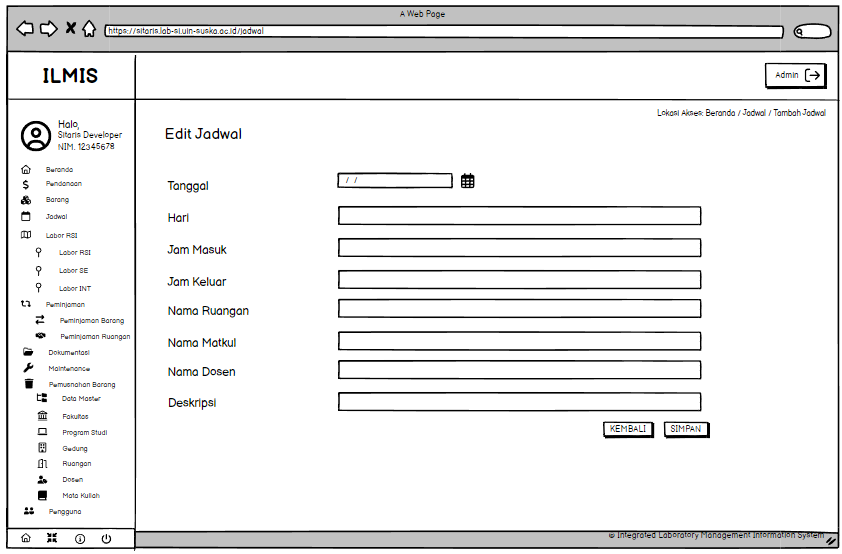 A Web Page
https://sitaris.lab-si.uin-suska.ac.id/jadwal
ILMIS
Admin
Lokasi Akses: Beranda / Jadwal / Tambah Jadwal
Halo,
Sitaris Developer
NIM. 12345678
Beranda
Pendanaan
Barang
Jadwal
Labor RSI
Labor RSI
Labor SE
Labor INT
Peminjaman
Peminjaman Barang
Peminjaman Ruangan
Dokumentasi
Maintenance
Pemusnahan Barang
Data Master
Fakultas
Program Studi
Gedung
Ruangan
Dosen
Mata Kuliah
Pengguna
Edit Jadwal
Tanggal
/ /
Hari
Jam Masuk
Jam Keluar
Nama Ruangan
Nama Matkul
Nama Dosen
Deskripsi
KEMBALI
SIMPAN
© Integrated Laboratory Management Information System